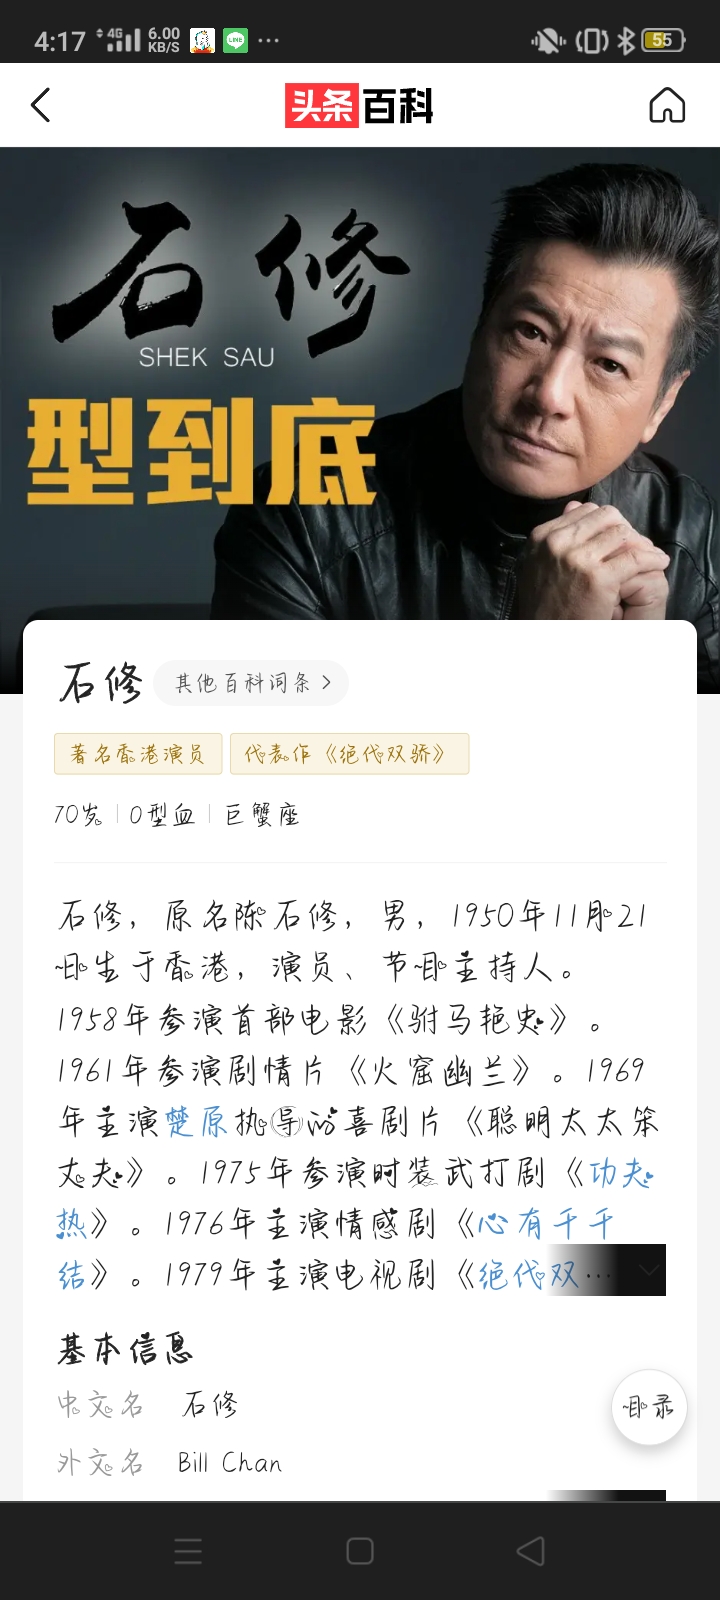 4:17 4G 6.00 KB/S LINE ··· 55
头条百科
石修
SHEK SAU
型到底
石修 其他百科词条 >
著名香港演员 代表作《绝代双骄》
70岁 | O型血 | 巨蟹座
石修，原名陈石修，男，1950年11月21
日生于香港，演员、节目主持人。
1958年参演首部电影《驸马艳史》。
1961年参演剧情片《火窟幽兰》。1969
年主演楚原执导的喜剧片《聪明太太笨
丈夫》。1975年参演时装武打剧《功夫
热》。1976年主演情感剧《心有千千
结》。1979年主演电视剧《绝代双…
基本信息
中文名 石修
目录
外文名 Bill Chan